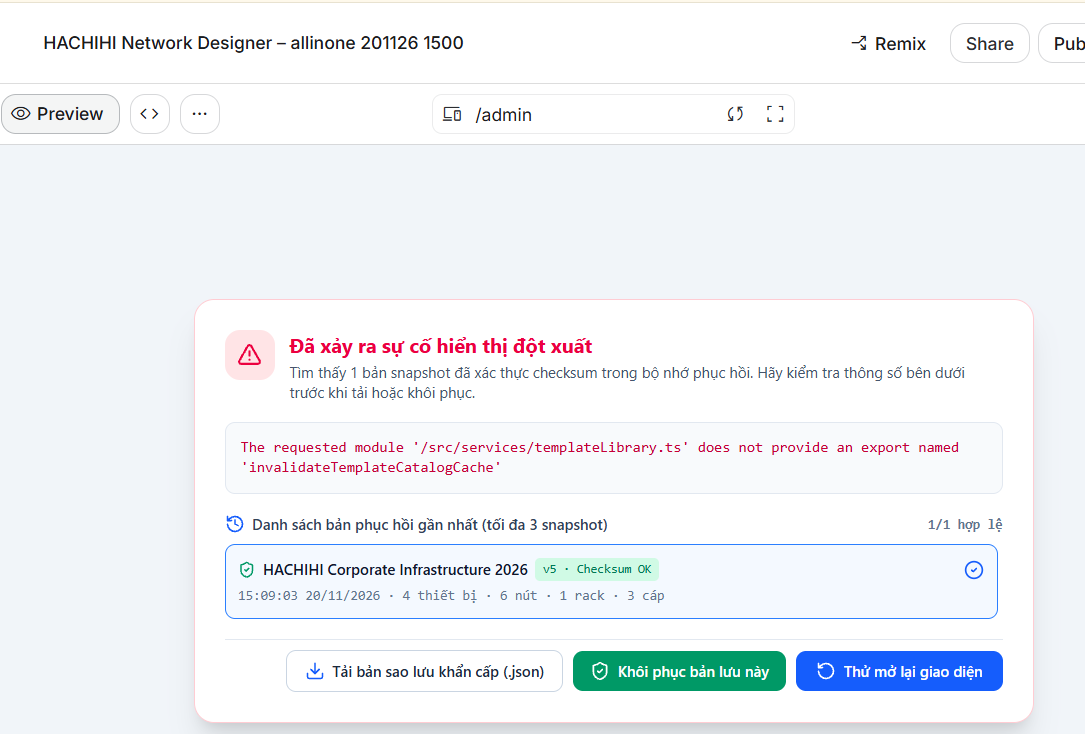 HACHIHI Network Designer – allinone 201126 1500
Remix
Share
Pub
Preview
/admin
Đã xảy ra sự cố hiển thị đột xuất
Tìm thấy 1 bản snapshot đã xác thực checksum trong bộ nhớ phục hồi. Hãy kiểm tra thông số bên dưới
trước khi tải hoặc khôi phục.
The requested module '/src/services/templateLibrary.ts' does not provide an export named
'invalidateTemplateCatalogCache'
Danh sách bản phục hồi gần nhất (tối đa 3 snapshot)
1/1 hợp lệ
HACHIHI Corporate Infrastructure 2026
v5 · Checksum OK
15:09:03 20/11/2026 · 4 thiết bị · 6 nút · 1 rack · 3 cáp
Tải bản sao lưu khẩn cấp (.json)
Khôi phục bản lưu này
Thử mở lại giao diện